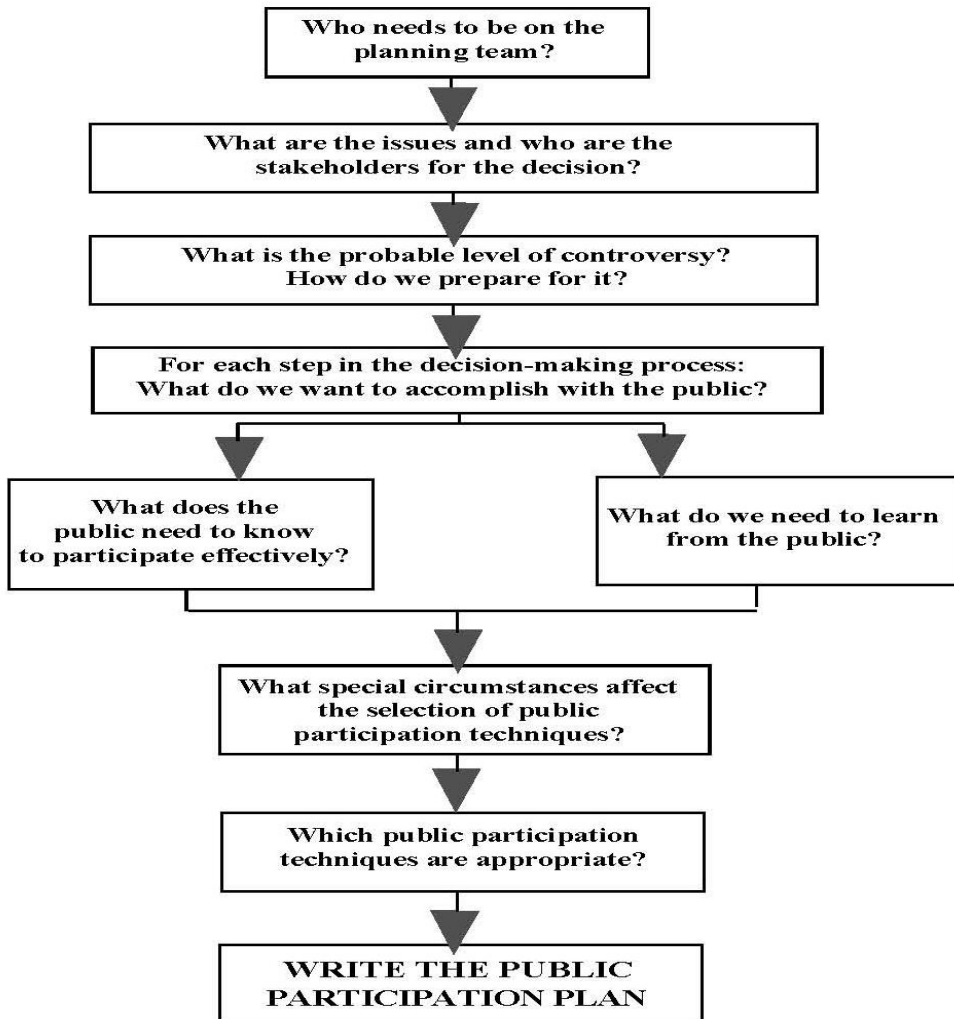 Who needs to be on the
planning team?
What are the issues and who are the
stakeholders for the decision?
What is the probable level of controversy?
How do we prepare for it?
For each step in the decision-making process:
What do we want to accomplish with the public?
What does the
public need to know
to participate effectively?
What do we need to learn
from the public?
What special circumstances affect
the selection of public
participation techniques?
Which public participation
techniques are appropriate?
WRITE THE PUBLIC
PARTICIPATION PLAN